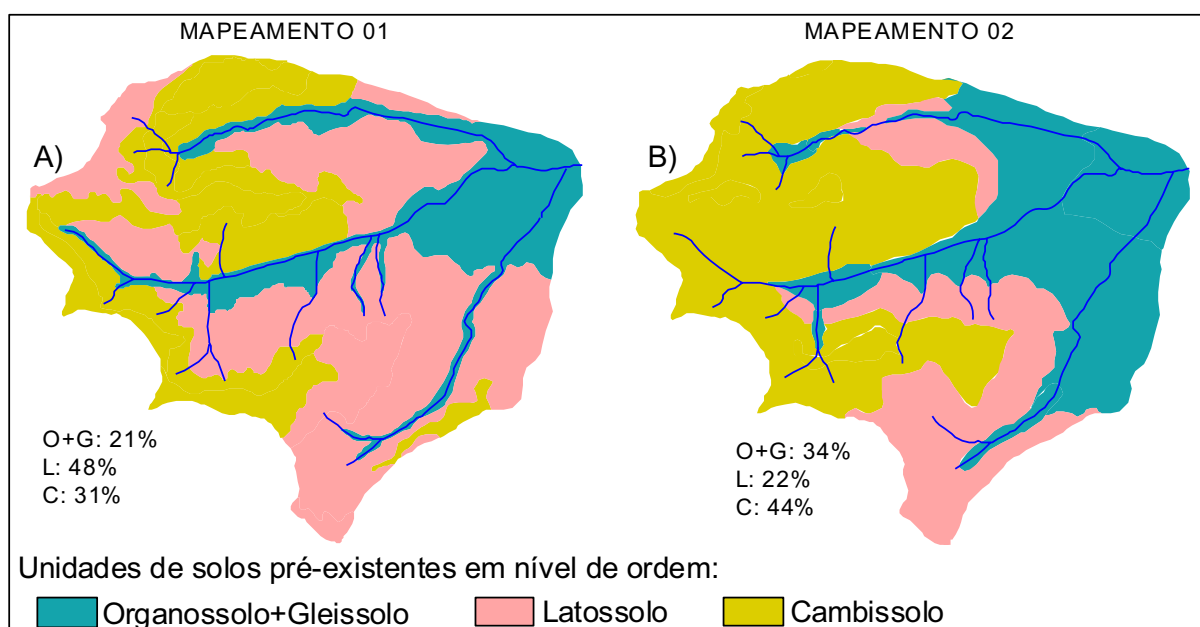 MAPEAMENTO 01
MAPEAMENTO 02
A)
B)
O+G: 21%
L: 48%
C: 31%
O+G: 34%
L: 22%
C: 44%
Unidades de solos pré-existentes em nível de ordem:
Organossolo+Gleissolo
Latossolo
Cambissolo